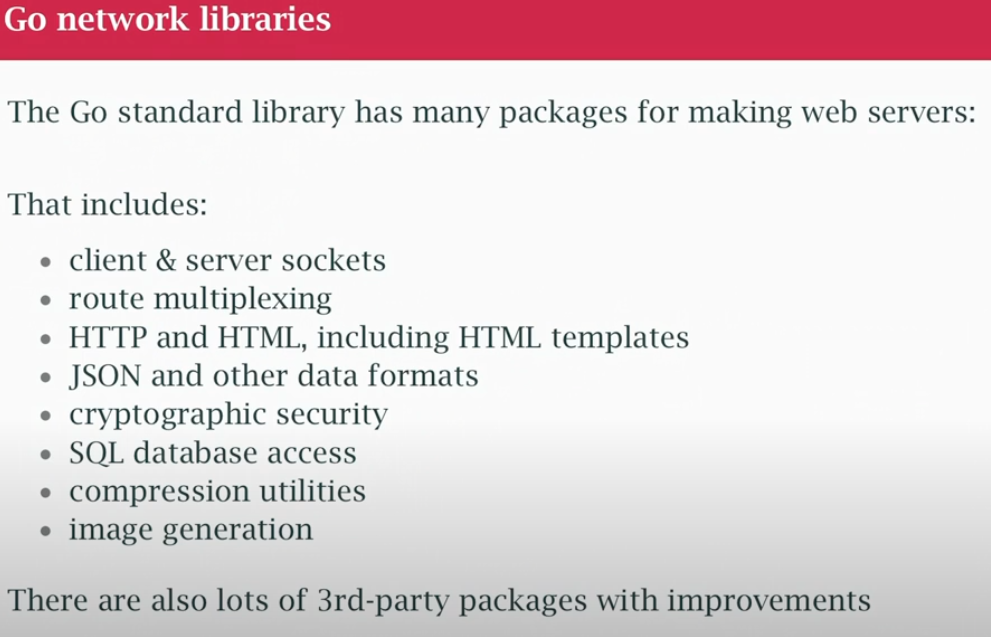 Go network libraries
The Go standard library has many packages for making web servers:
That includes:
• client & server sockets
• route multiplexing
• HTTP and HTML, including HTML templates
• JSON and other data formats
• cryptographic security
• SQL database access
• compression utilities
• image generation
There are also lots of 3rd-party packages with improvements